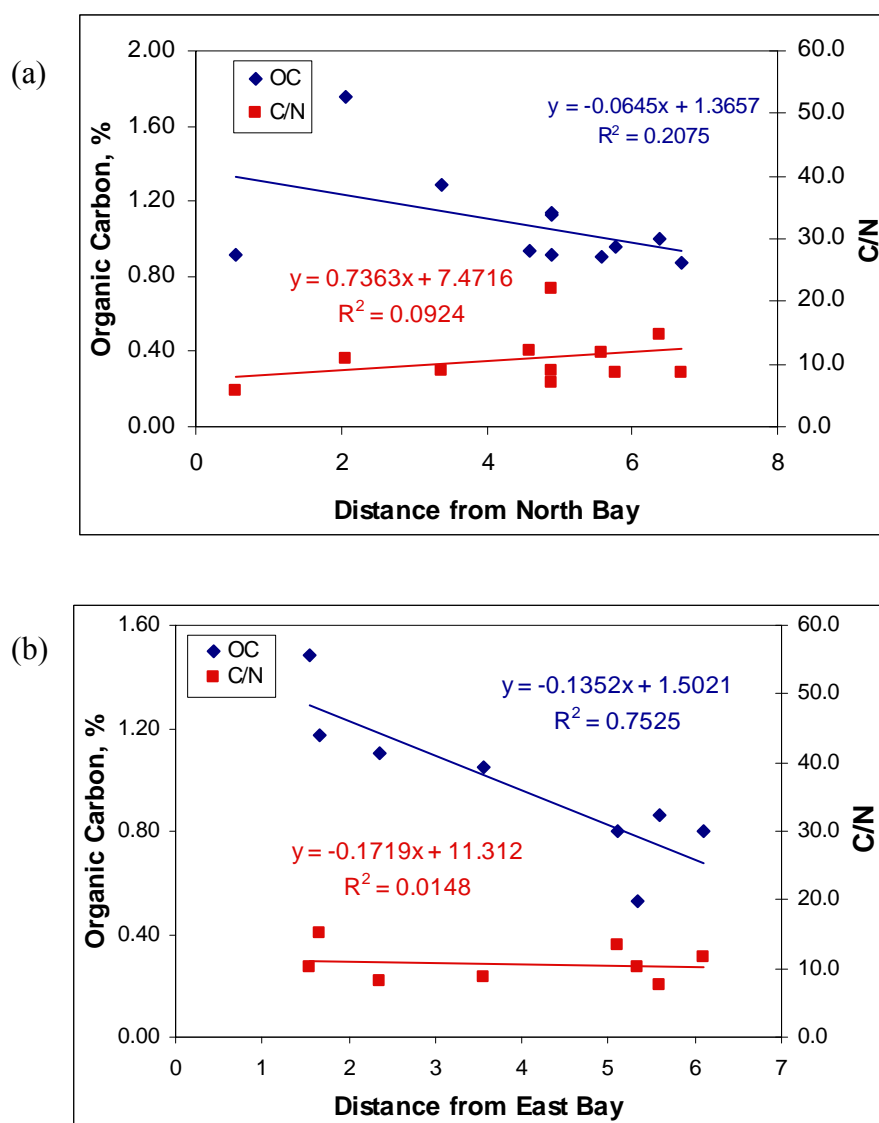 (a)
2.00
1.60
1.20
0.80
0.40
0.00
Organic Carbon, %
OC
C/N
y = -0.0645x + 1.3657
R² = 0.2075
y = 0.7363x + 7.4716
R² = 0.0924
60.0
50.0
40.0
30.0
20.0
10.0
0.0
C/N
0 2 4 6 8
Distance from North Bay
(b)
1.60
1.20
0.80
0.40
0.00
Organic Carbon, %
OC
C/N
y = -0.1352x + 1.5021
R² = 0.7525
y = -0.1719x + 11.312
R² = 0.0148
60.0
50.0
40.0
30.0
20.0
10.0
0.0
C/N
0 1 2 3 4 5 6 7
Distance from East Bay